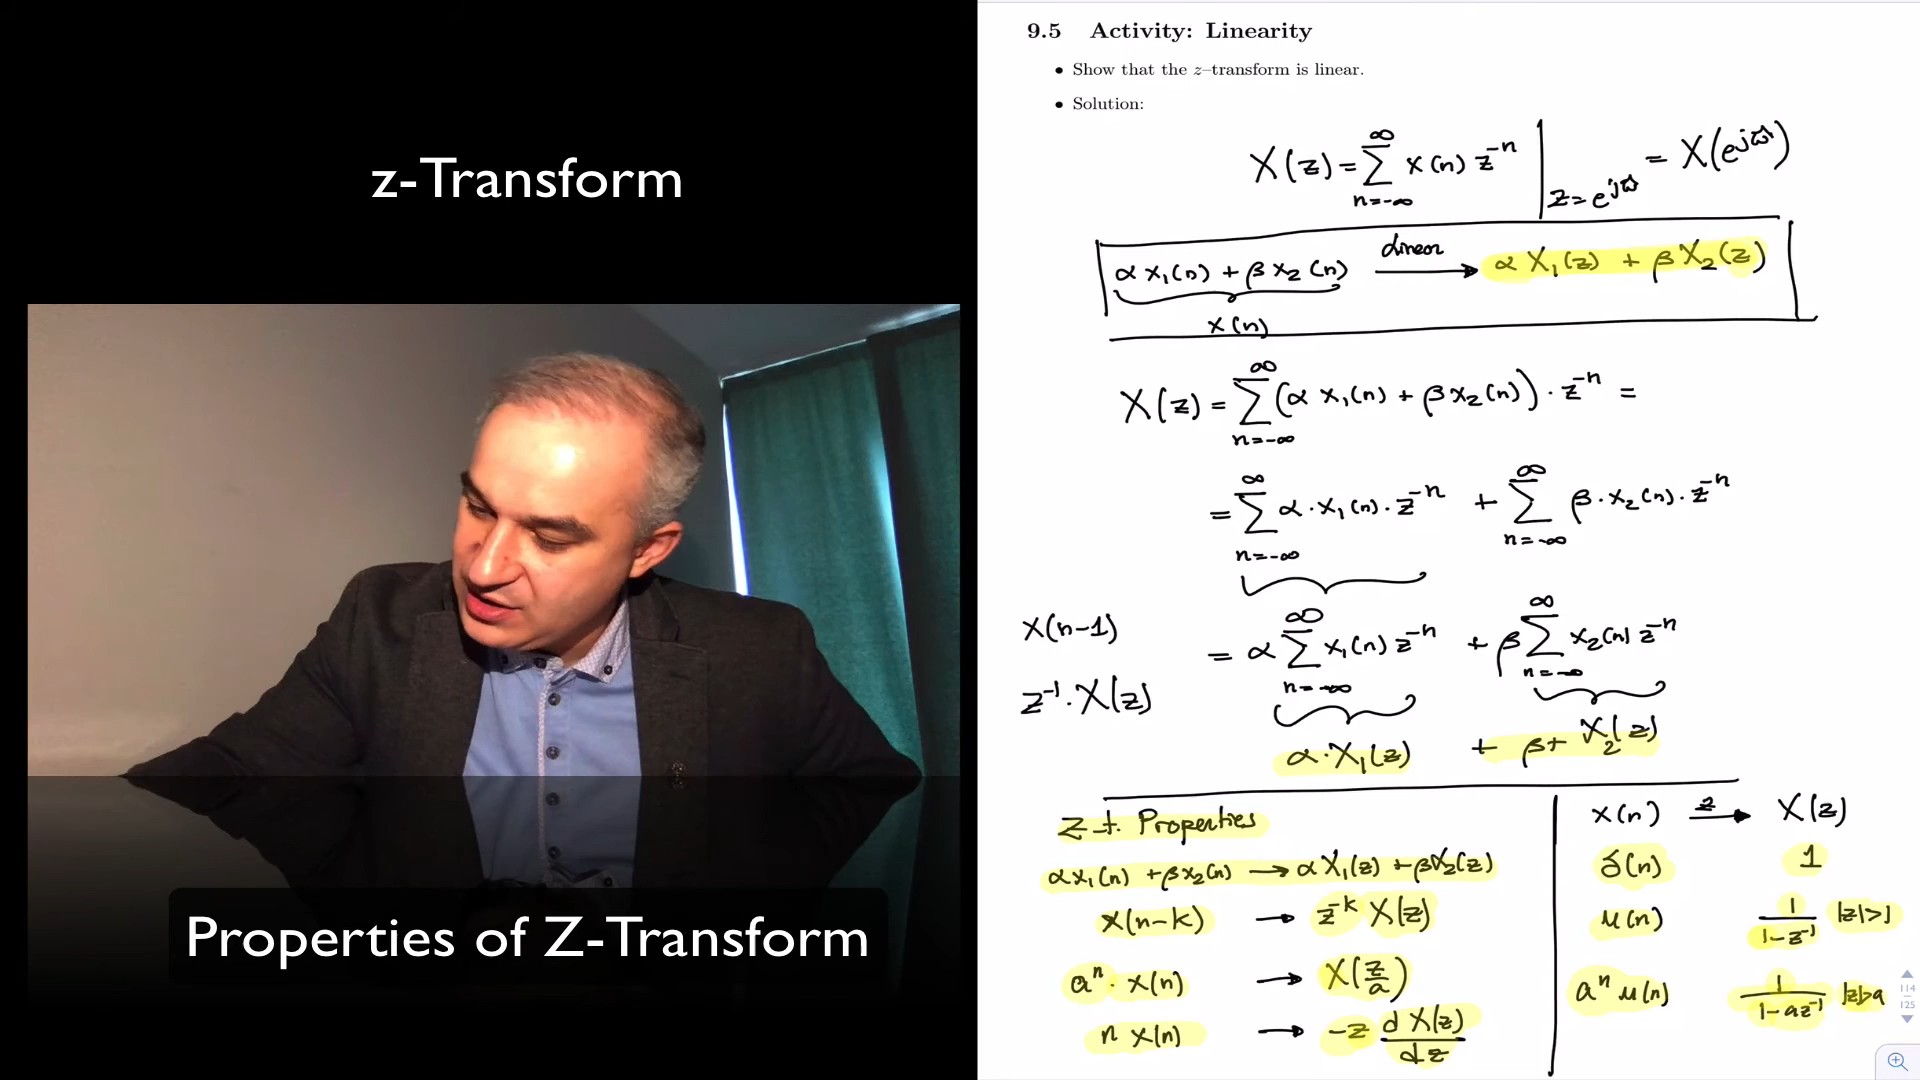 z-Transform
Properties of Z-Transform
9.5 Activity: Linearity
• Show that the z–transform is linear.
• Solution:
X(z) = ∑_{n=-∞}^{∞} x(n) z^{-n} |_{z=e^{jω}} = X(e^{jω})
αx₁(n) + βx₂(n) Linear → αX₁(z) + βX₂(z)
x(n)
X(z) = ∑_{n=-∞}^{∞} (αx₁(n) + βx₂(n)) · z^{-n} =
= ∑_{n=-∞}^{∞} α·x₁(n)·z^{-n} + ∑_{n=-∞}^{∞} β·x₂(n)·z^{-n}
x(n-1)
= α ∑_{n=-∞}^{∞} x₁(n) z^{-n} + β ∑_{n=-∞}^{∞} x₂(n) z^{-n}
z^{-1}·X(z)
α·X₁(z) + β+ X₂(z)
Z-t. Properties
αx₁(n) + βx₂(n) → αX₁(z) + βX₂(z)
x(n-k) → z^{-k} X(z)
a^n · x(n) → X(z/a)
n x(n) → -z dX(z)/dz
x(n) z → X(z)
δ(n) 1
u(n) 1/(1-z^{-1}) |z|>1
a^n u(n) 1/(1-az^{-1}) |z|>a
114
125